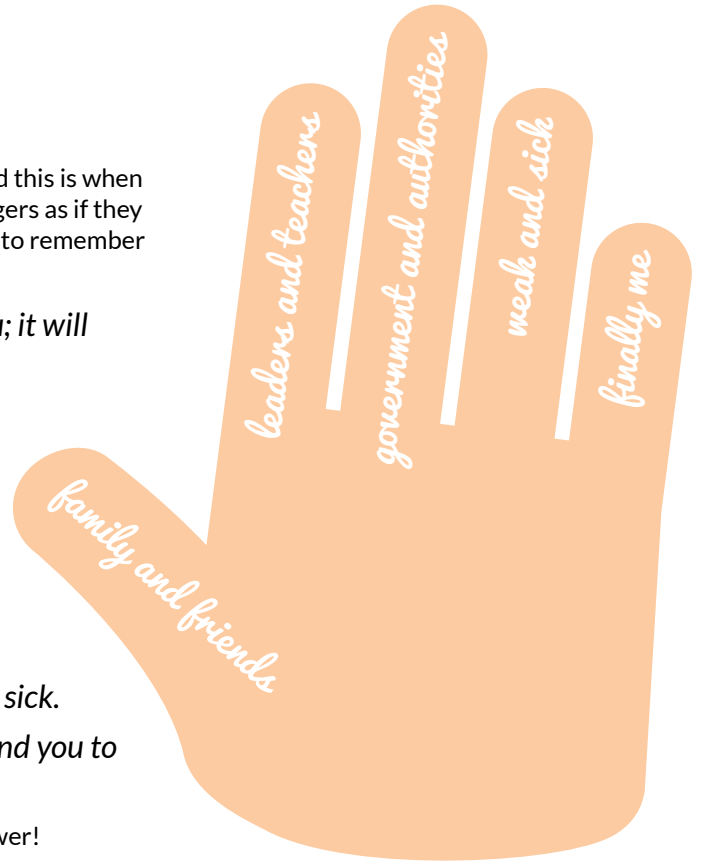 d this is when
gers as if they
to remember
; it will
family and friends
leaders and teachers
government and authorities
weak and sick
finally me
sick.
nd you to
wer!